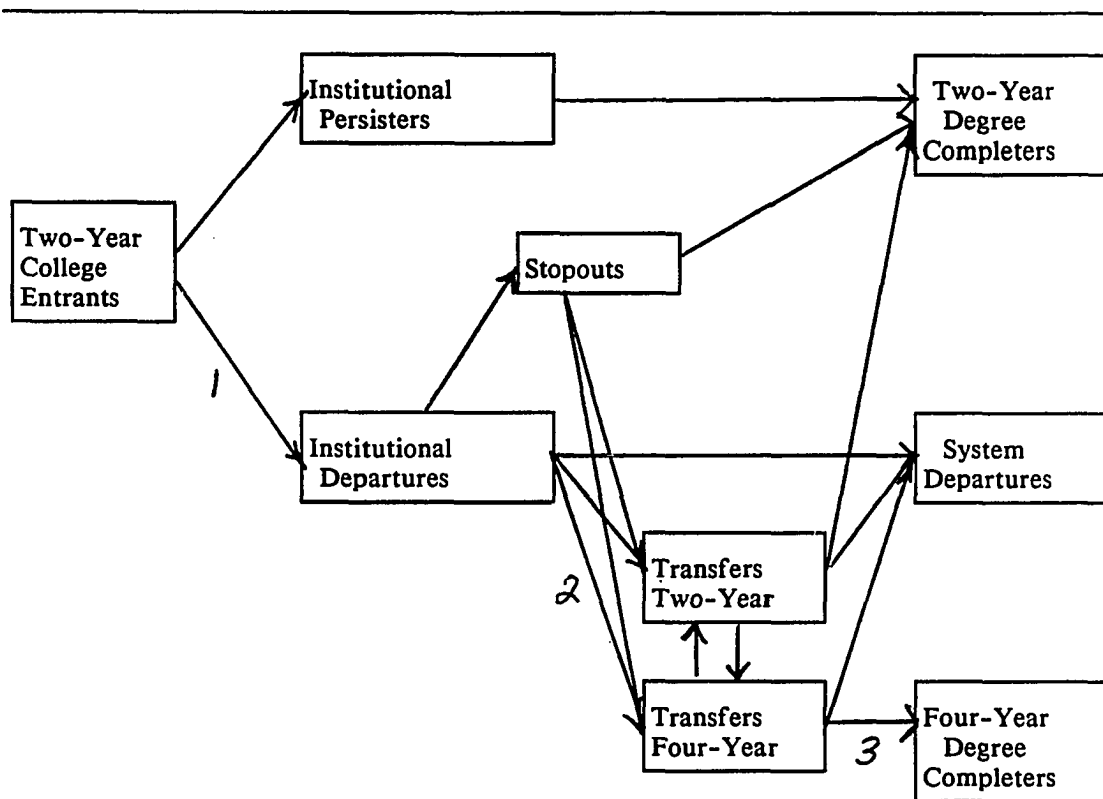 Institutional
Persisters
Two-Year
Degree
Completers
Two-Year
College
Entrants
Stopouts
1
Institutional
Departures
System
Departures
2
Transfers
Two-Year
Transfers
Four-Year
3
Four-Year
Degree
Completers